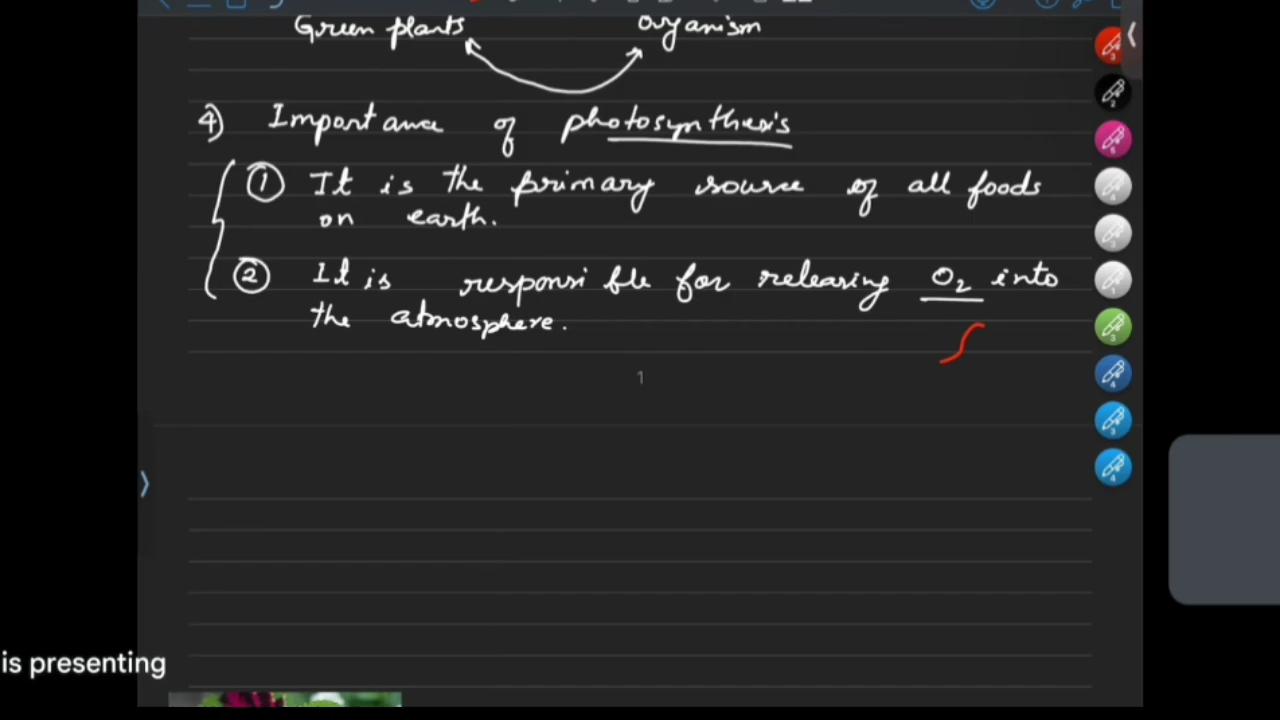 Green plants Organism
4) Importance of photosynthesis
① It is the primary source of all foods
on earth.
② It is responsible for releasing O₂ into
the atmosphere.
1
is presenting